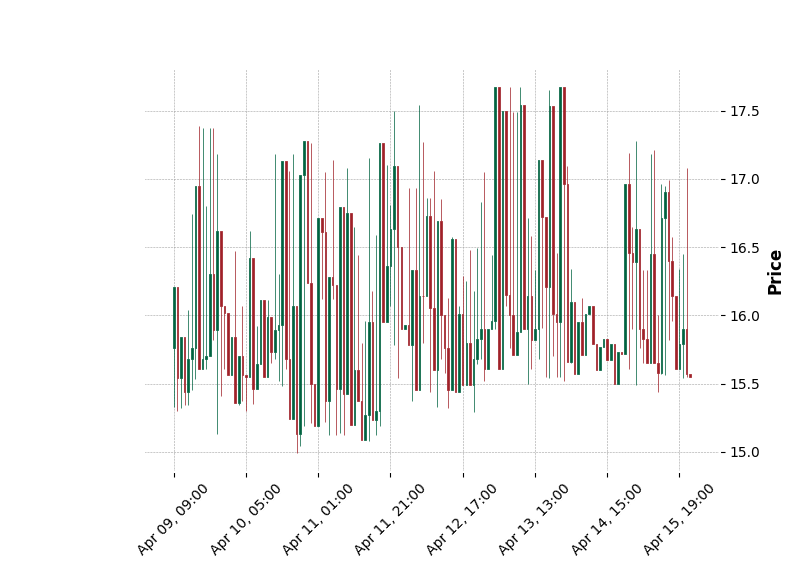 17.5
17.0
16.5
16.0
15.5
15.0
Price
Apr 09, 09:00
Apr 10, 05:00
Apr 11, 01:00
Apr 11, 21:00
Apr 12, 17:00
Apr 13, 13:00
Apr 14, 15:00
Apr 15, 19:00